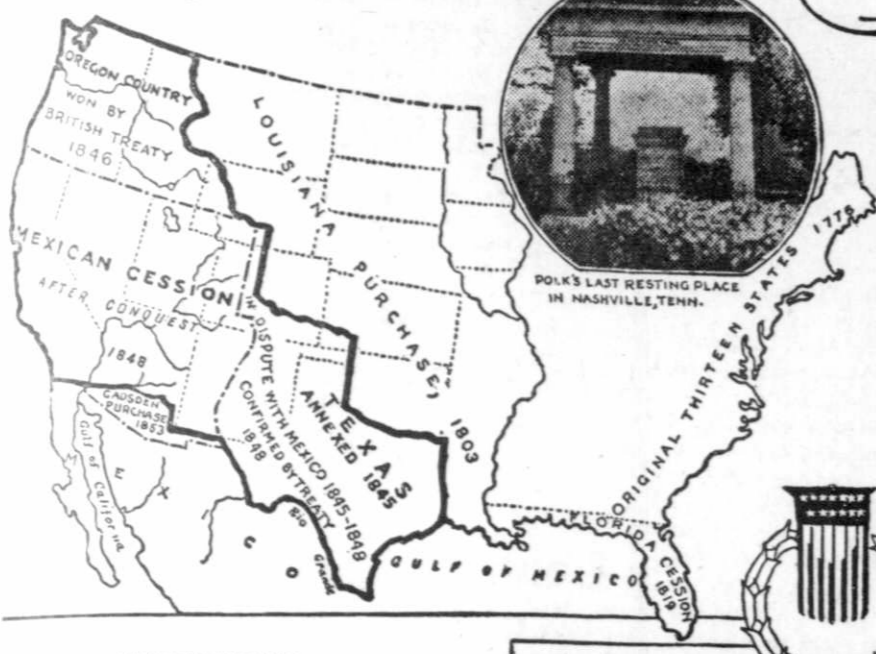 OREGON COUNTRY
WON BY
BRITISH TREATY
1846
LOUISIANA
PURCHASE,
1803
MEXICAN CESSION
AFTER CONQUEST
1848
GADSDEN
PURCHASE
1853
IN DISPUTE WITH MEXICO 1845-1848
CONFIRMED BY TREATY
1848
TEXAS
ANNEXED 1845
POLK'S LAST RESTING PLACE
IN NASHVILLE, TENN.
ORIGINAL THIRTEEN STATES 1776
FLORIDA CESSION
1819
Gulf of California
MEXICO
Rio Grande
GULF OF MEXICO